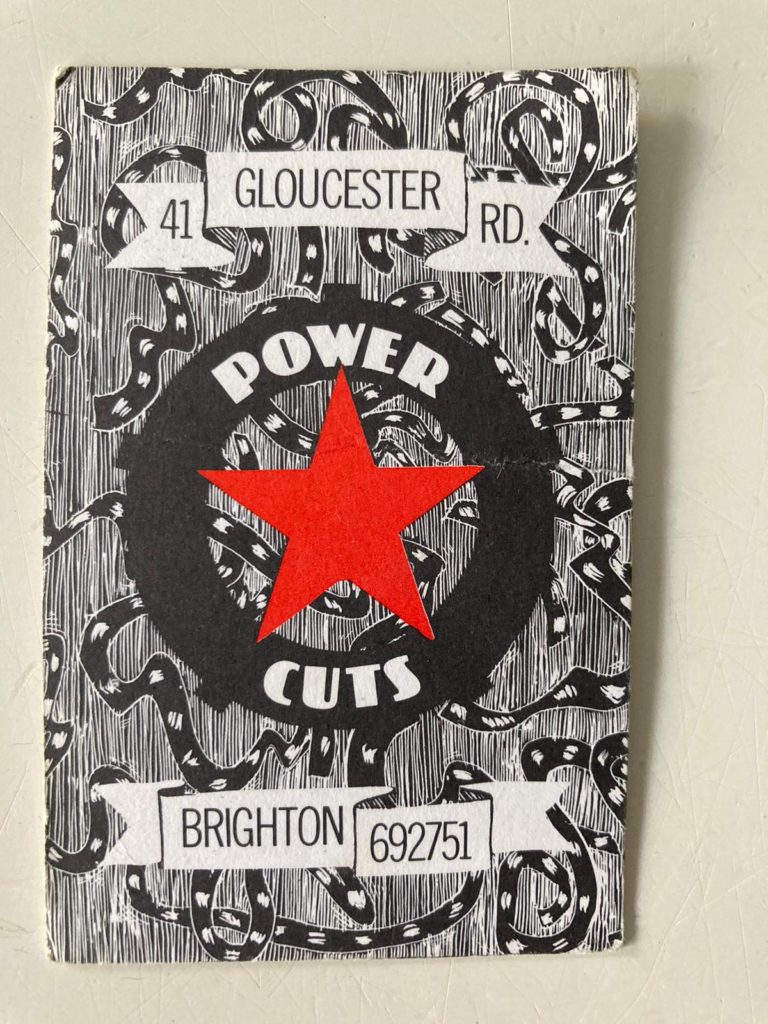 41 GLOUCESTER RD.
POWER
CUTS
BRIGHTON 692751